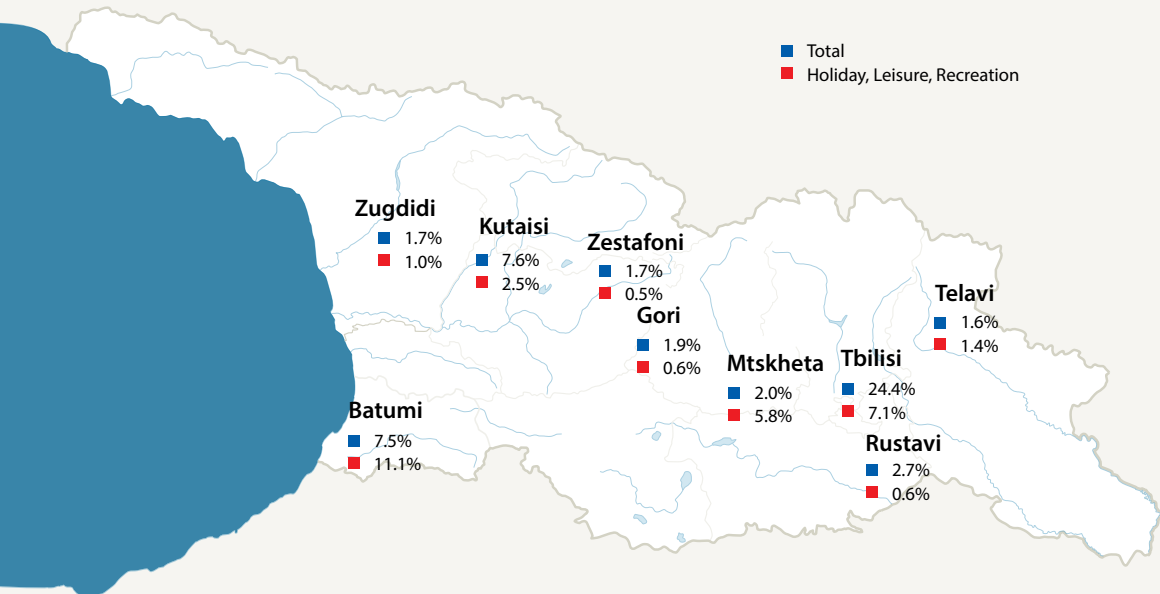 Total
Holiday, Leisure, Recreation
Zugdidi
1.7%
1.0%
Kutaisi
7.6%
2.5%
Zestafoni
1.7%
0.5%
Gori
1.9%
0.6%
Telavi
1.6%
1.4%
Mtskheta
2.0%
5.8%
Tbilisi
24.4%
7.1%
Batumi
7.5%
11.1%
Rustavi
2.7%
0.6%